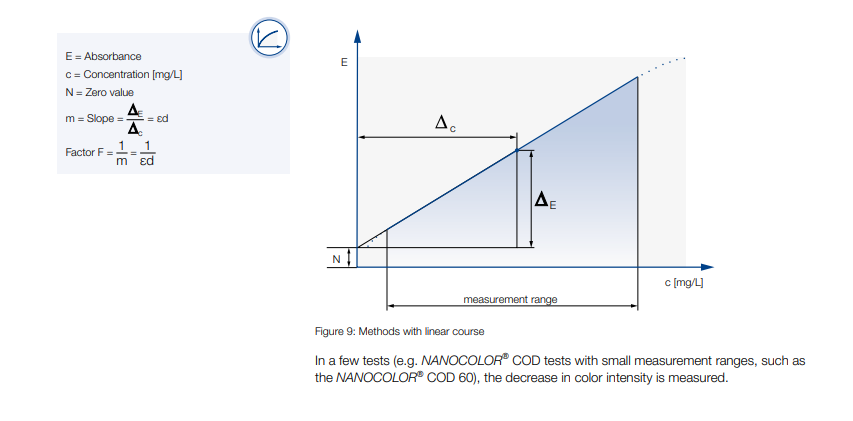 E = Absorbance
c = Concentration [mg/L]
N = Zero value
m = Slope = ΔE / Δc = εd
Factor F = 1/m = 1/εd
E
Δc
ΔE
N
c [mg/L]
measurement range
Figure 9: Methods with linear course
In a few tests (e.g. NANOCOLOR® COD tests with small measurement ranges, such as
the NANOCOLOR® COD 60), the decrease in color intensity is measured.